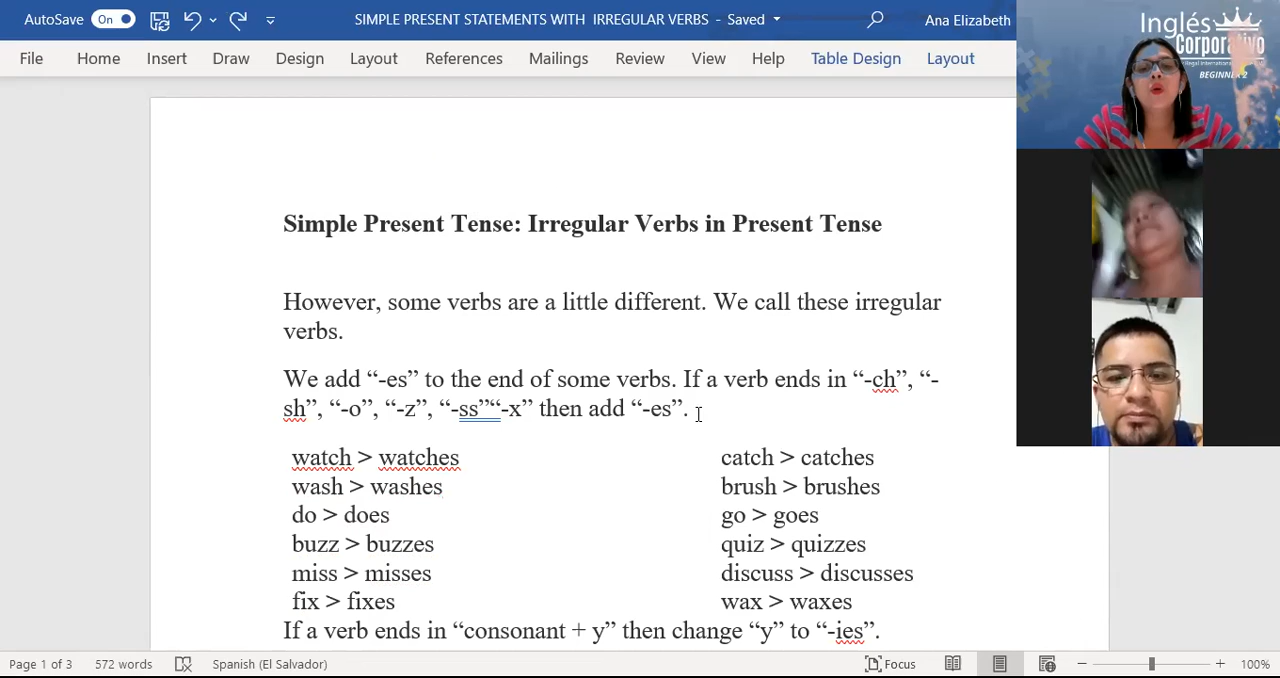 AutoSave On SIMPLE PRESENT STATEMENTS WITH IRREGULAR VERBS - Saved Ana Elizabeth
File Home Insert Draw Design Layout References Mailings Review View Help Table Design Layout
Inglés
Corporativo
BEGINNER 2
Simple Present Tense: Irregular Verbs in Present Tense
However, some verbs are a little different. We call these irregular
verbs.
We add “-es” to the end of some verbs. If a verb ends in “-ch”, “-
sh”, “-o”, “-z”, “-ss”“-x” then add “-es”.
watch > watches catch > catches
wash > washes brush > brushes
do > does go > goes
buzz > buzzes quiz > quizzes
miss > misses discuss > discusses
fix > fixes wax > waxes
If a verb ends in “consonant + y” then change “y” to “-ies”.
Page 1 of 3 572 words Spanish (El Salvador) Focus 100%